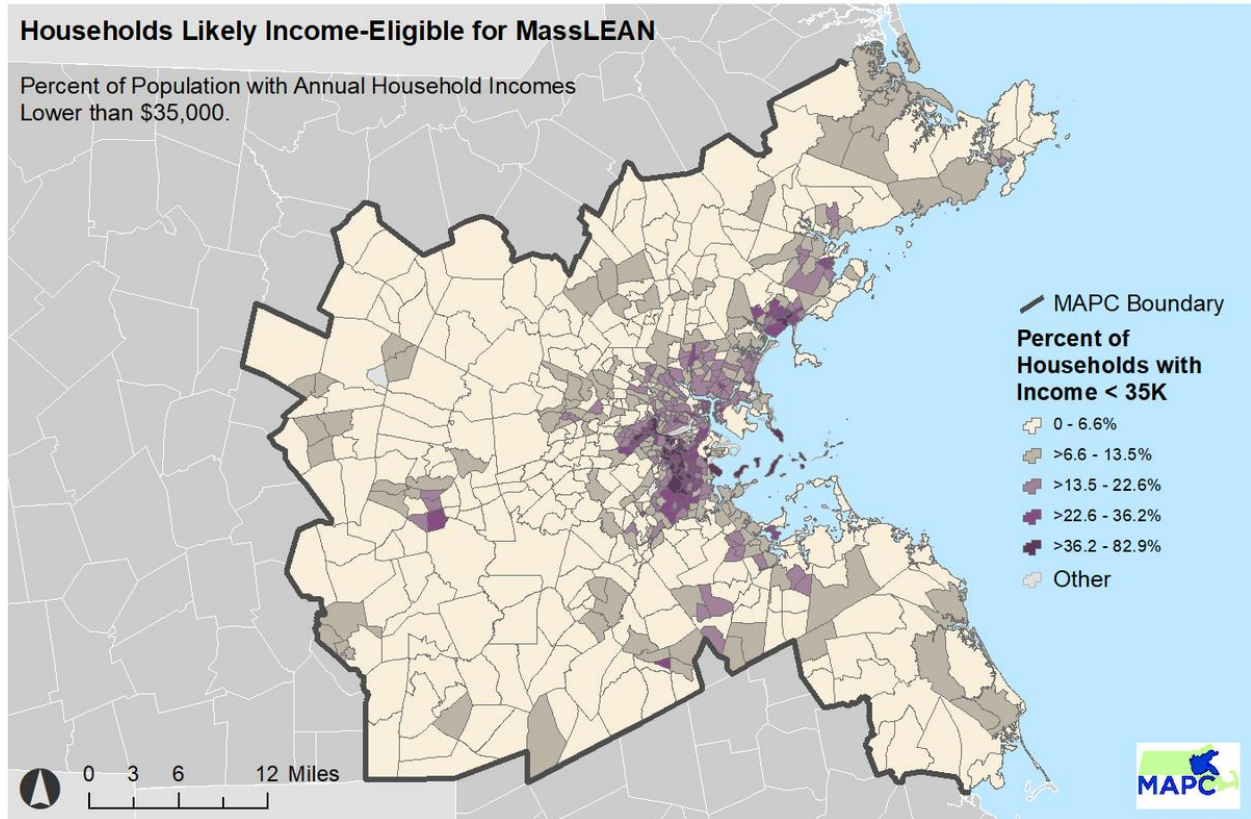 Households Likely Income-Eligible for MassLEAN
Percent of Population with Annual Household Incomes
Lower than $35,000.
MAPC Boundary
Percent of
Households with
Income < 35K
0 - 6.6%
>6.6 - 13.5%
>13.5 - 22.6%
>22.6 - 36.2%
>36.2 - 82.9%
Other
0 3 6 12 Miles
MAPC